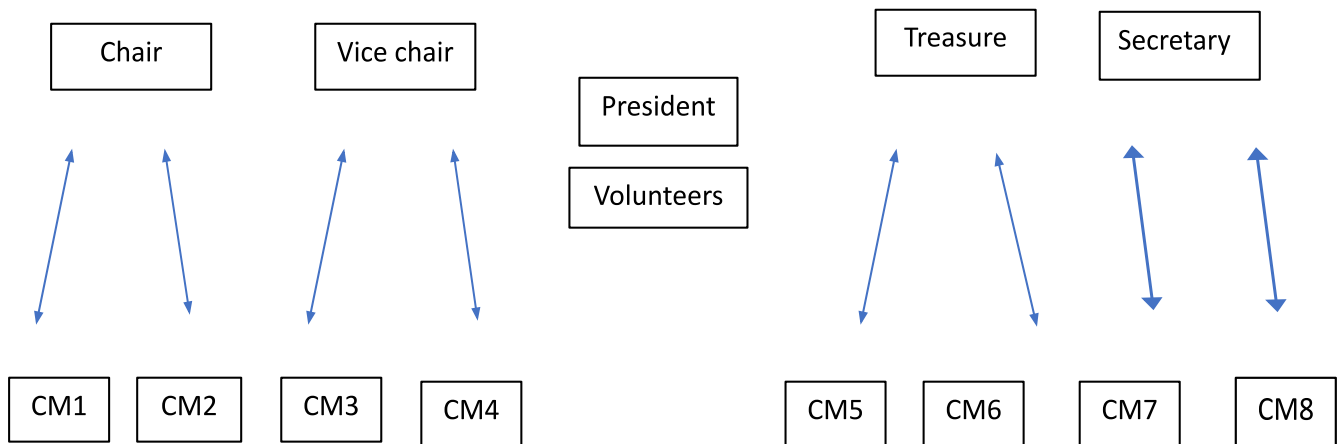 Chair
Vice chair
President
Volunteers
Treasure
Secretary
CM1
CM2
CM3
CM4
CM5
CM6
CM7
CM8